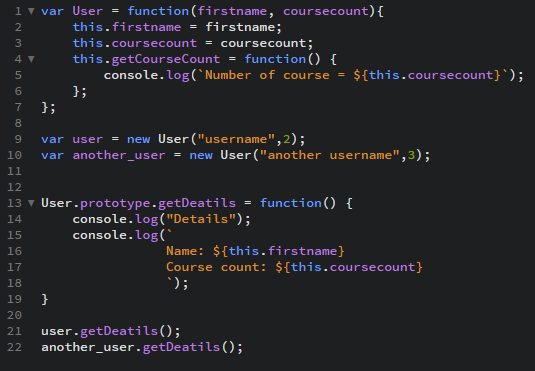 1 var User = function(firstname, coursecount){
2     this.firstname = firstname;
3     this.coursecount = coursecount;
4     this.getCourseCount = function() {
5         console.log(`Number of course = ${this.coursecount}`);
6     };
7 };
8
9 var user = new User("username",2);
10 var another_user = new User("another username",3);
11
12
13 User.prototype.getDeatils = function() {
14     console.log("Details");
15     console.log(`
16                 Name: ${this.firstname}
17                 Course count: ${this.coursecount}
18                 `);
19 }
20
21 user.getDeatils();
22 another_user.getDeatils();